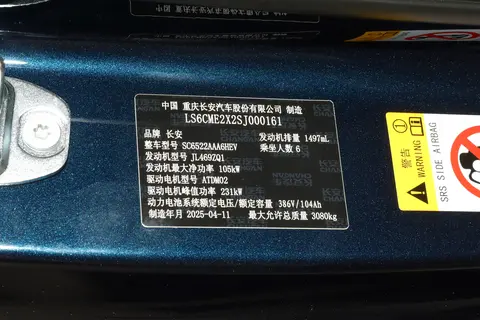 中国 重庆长安汽车股份有限公司 制造
LS6CME2X2SJ000161
品牌 长安
发动机排量 1497mL
整车型号 SC6522AAA6HEV
乘坐人数 6
发动机型号 JL469ZQ1
发动机最大净功率 105kW
驱动电机型号 ATDM02
驱动电机峰值功率 231kW
动力电池系统额定电压/额定容量 386V/104Ah
制造年月 2025-04-11
最大允许总质量 3080kg
警告
WARNING
SRS SIDE AIRBAG